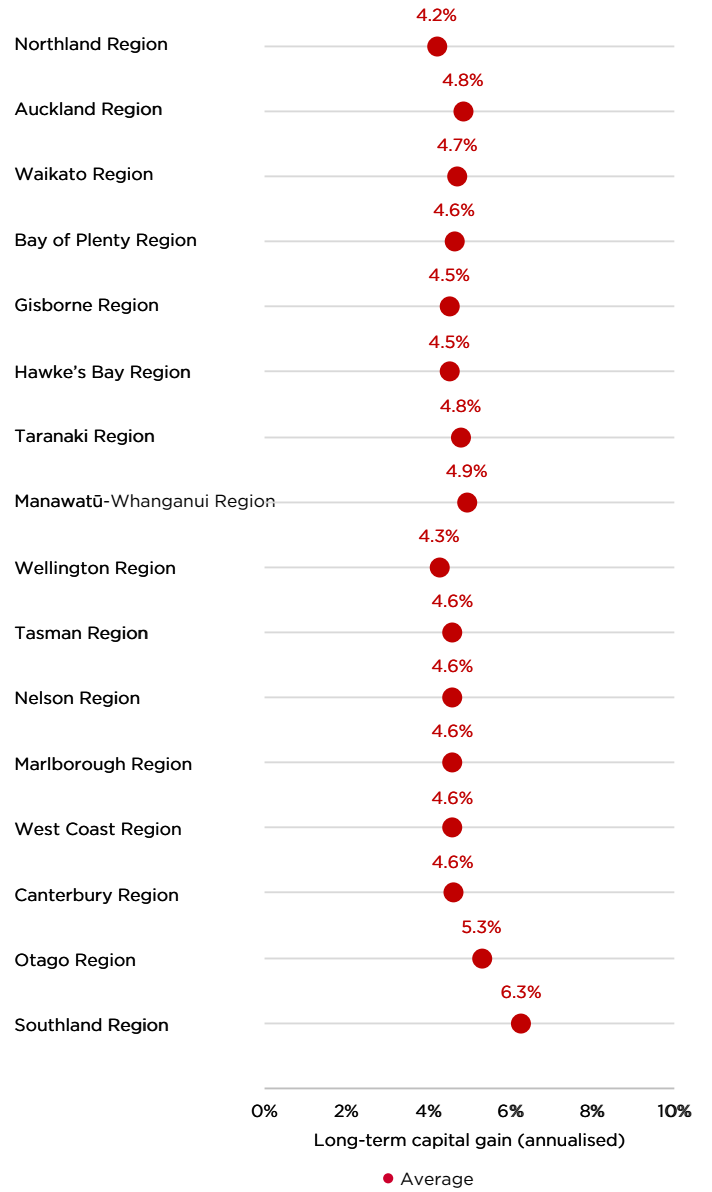 4.2%
Northland Region
4.8%
Auckland Region
4.7%
Waikato Region
4.6%
Bay of Plenty Region
4.5%
Gisborne Region
4.5%
Hawke’s Bay Region
4.8%
Taranaki Region
4.9%
Manawatū-Whanganui Region
4.3%
Wellington Region
4.6%
Tasman Region
4.6%
Nelson Region
4.6%
Marlborough Region
4.6%
West Coast Region
4.6%
Canterbury Region
5.3%
Otago Region
6.3%
Southland Region
0% 2% 4% 6% 8% 10%
Long-term capital gain (annualised)
Average